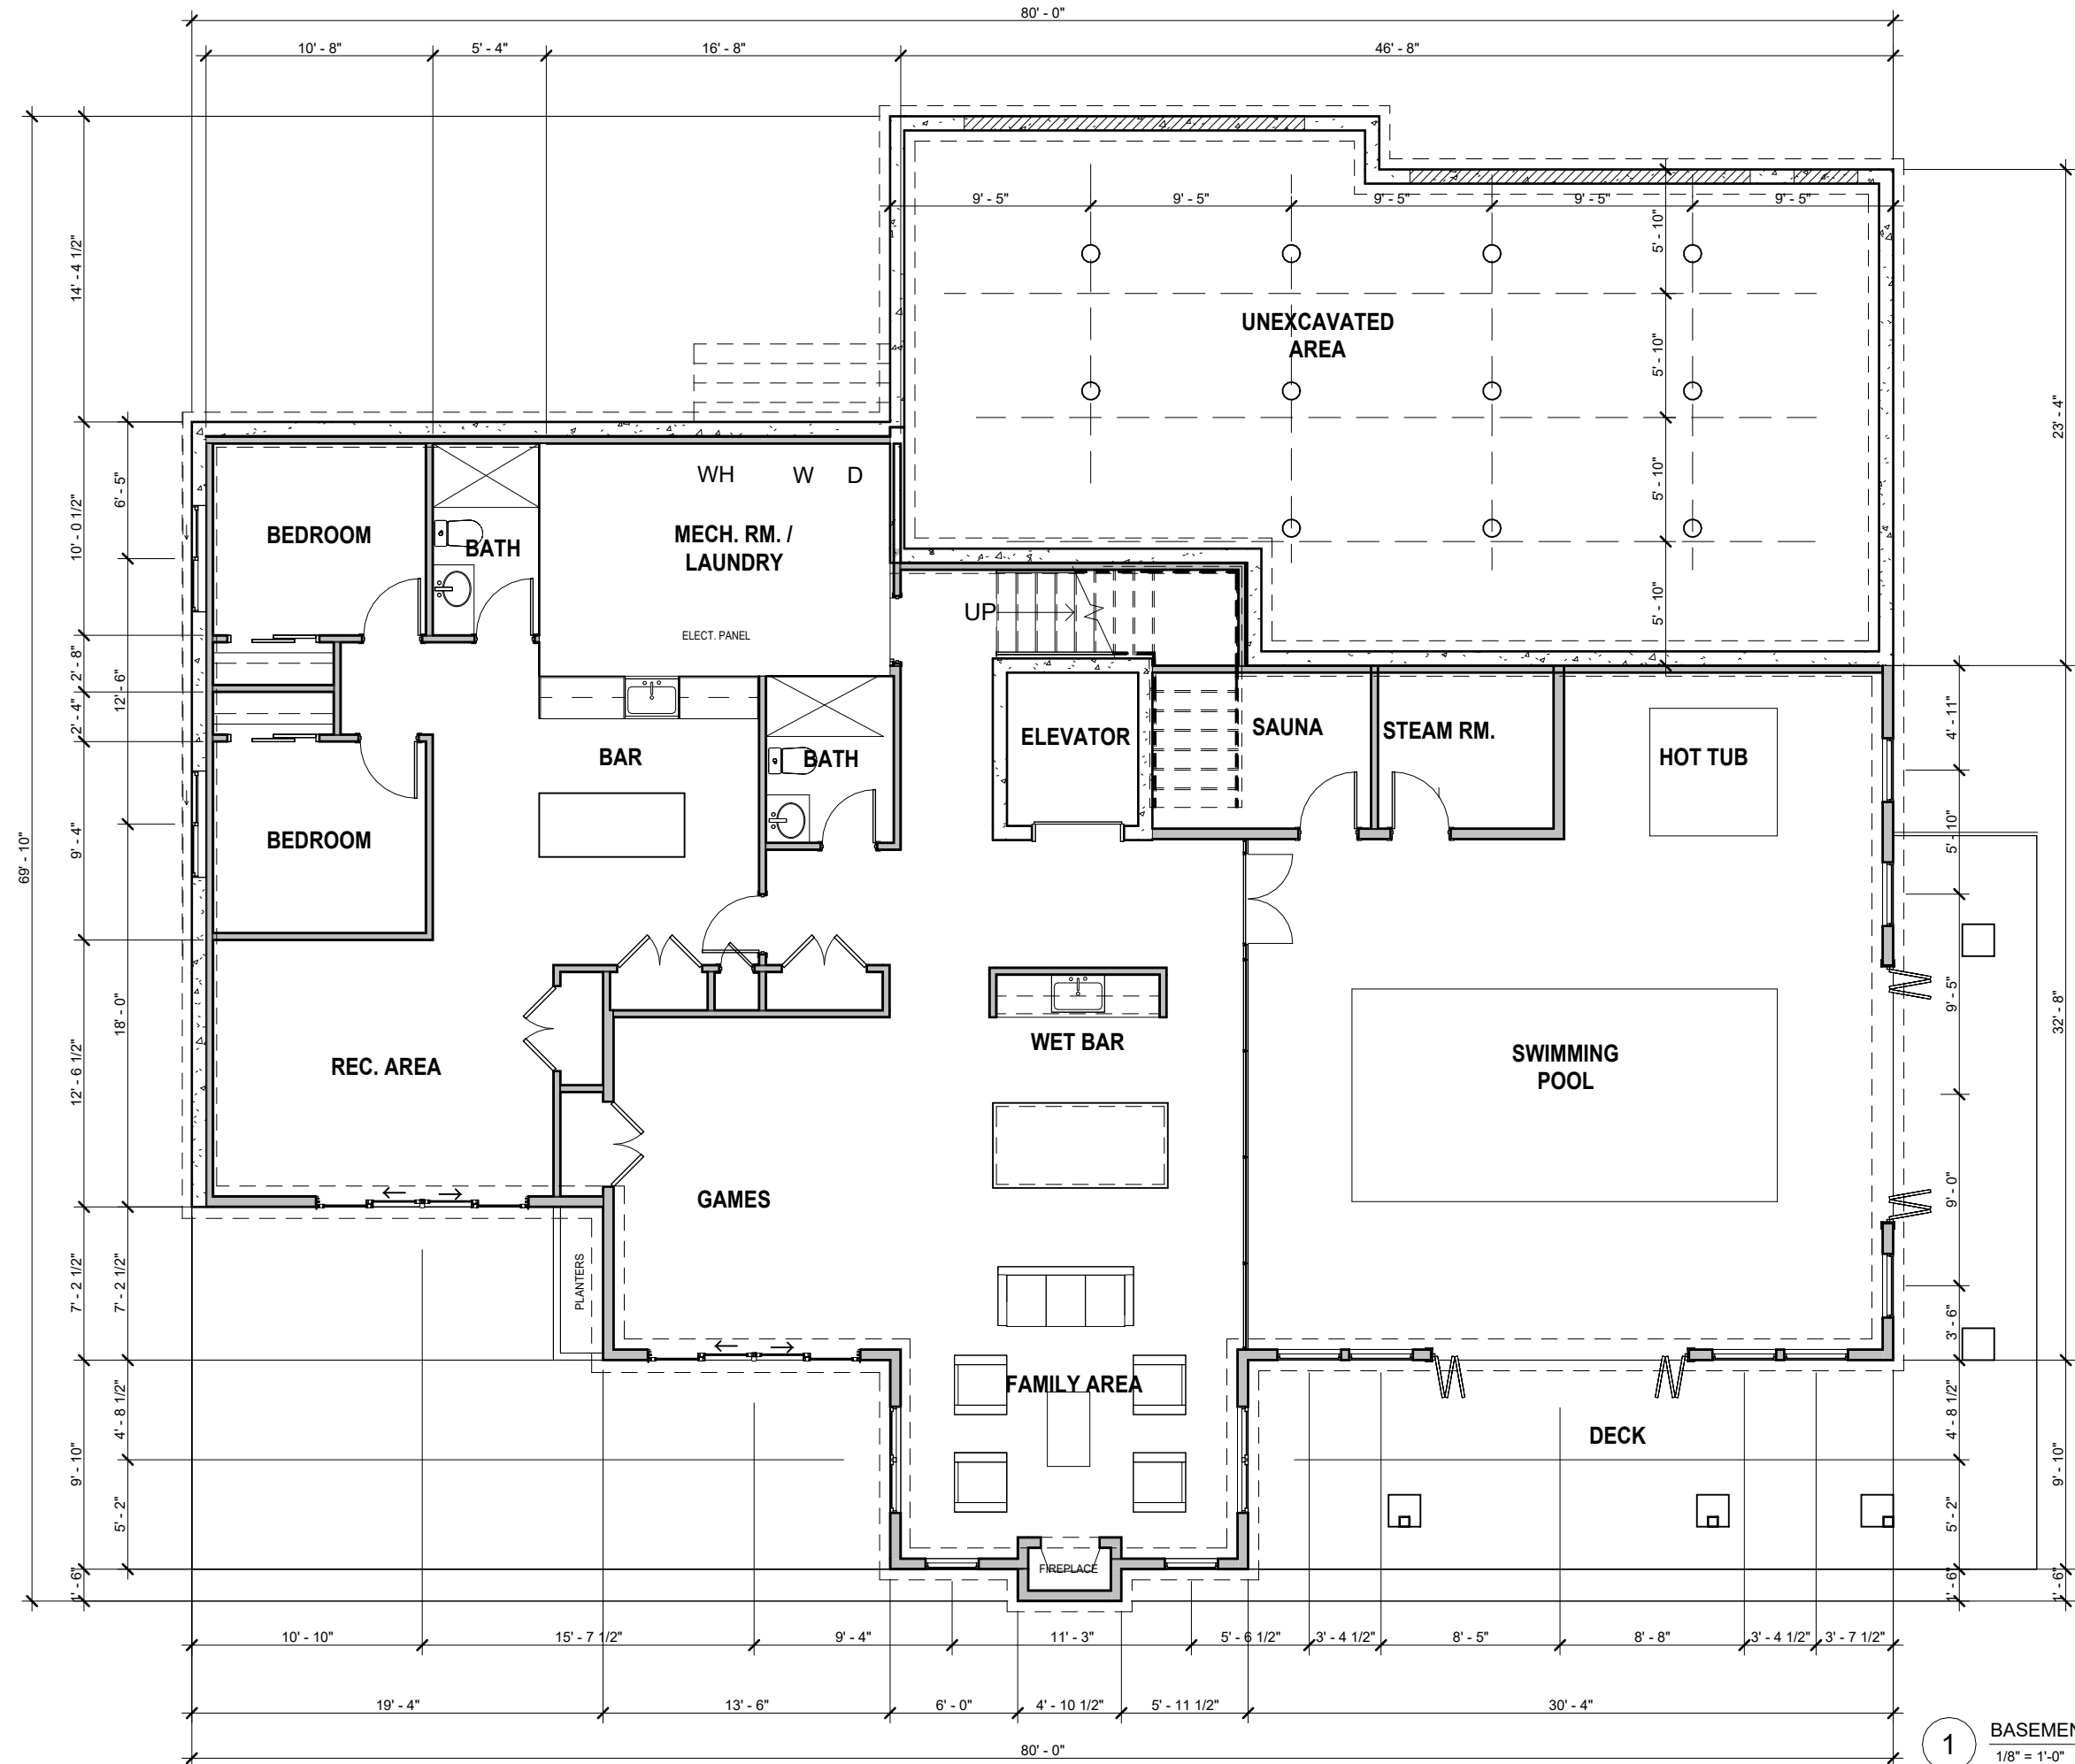 80' - 0"
10' - 8"
5' - 4"
16' - 8"
46' - 8"
9' - 5"
9' - 5"
9' - 5"
9' - 5"
9' - 5"
5' - 10"
5' - 10"
5' - 10"
5' - 10"
UNEXCAVATED
AREA
69' - 10"
14' - 4 1/2"
10' - 0 1/2"
2' - 8"
2' - 4"
9' - 4"
12' - 6 1/2"
7' - 2 1/2"
9' - 10"
1' - 6"
6' - 5"
12' - 6"
18' - 0"
7' - 2 1/2"
4' - 8 1/2"
5' - 2"
23' - 4"
32' - 8"
9' - 10"
1' - 6"
4' - 11"
5' - 10"
9' - 5"
9' - 0"
3' - 6"
4' - 8 1/2"
5' - 2"
1' - 6"
WH
W
D
BEDROOM
BATH
MECH. RM. /
LAUNDRY
UP
ELECT. PANEL
SAUNA
STEAM RM.
ELEVATOR
BAR
BATH
HOT TUB
BEDROOM
WET BAR
SWIMMING
POOL
REC. AREA
GAMES
PLANTERS
FAMILY AREA
DECK
FIREPLACE
10' - 10"
15' - 7 1/2"
9' - 4"
11' - 3"
5' - 6 1/2"
3' - 4 1/2"
8' - 5"
8' - 8"
3' - 4 1/2"
3' - 7 1/2"
19' - 4"
13' - 6"
6' - 0"
4' - 10 1/2"
5' - 11 1/2"
30' - 4"
80' - 0"
1
BASEMEN
1/8" = 1'-0"